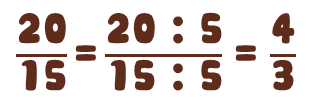 20/15 = 20 : 5/15 : 5 = 4/3